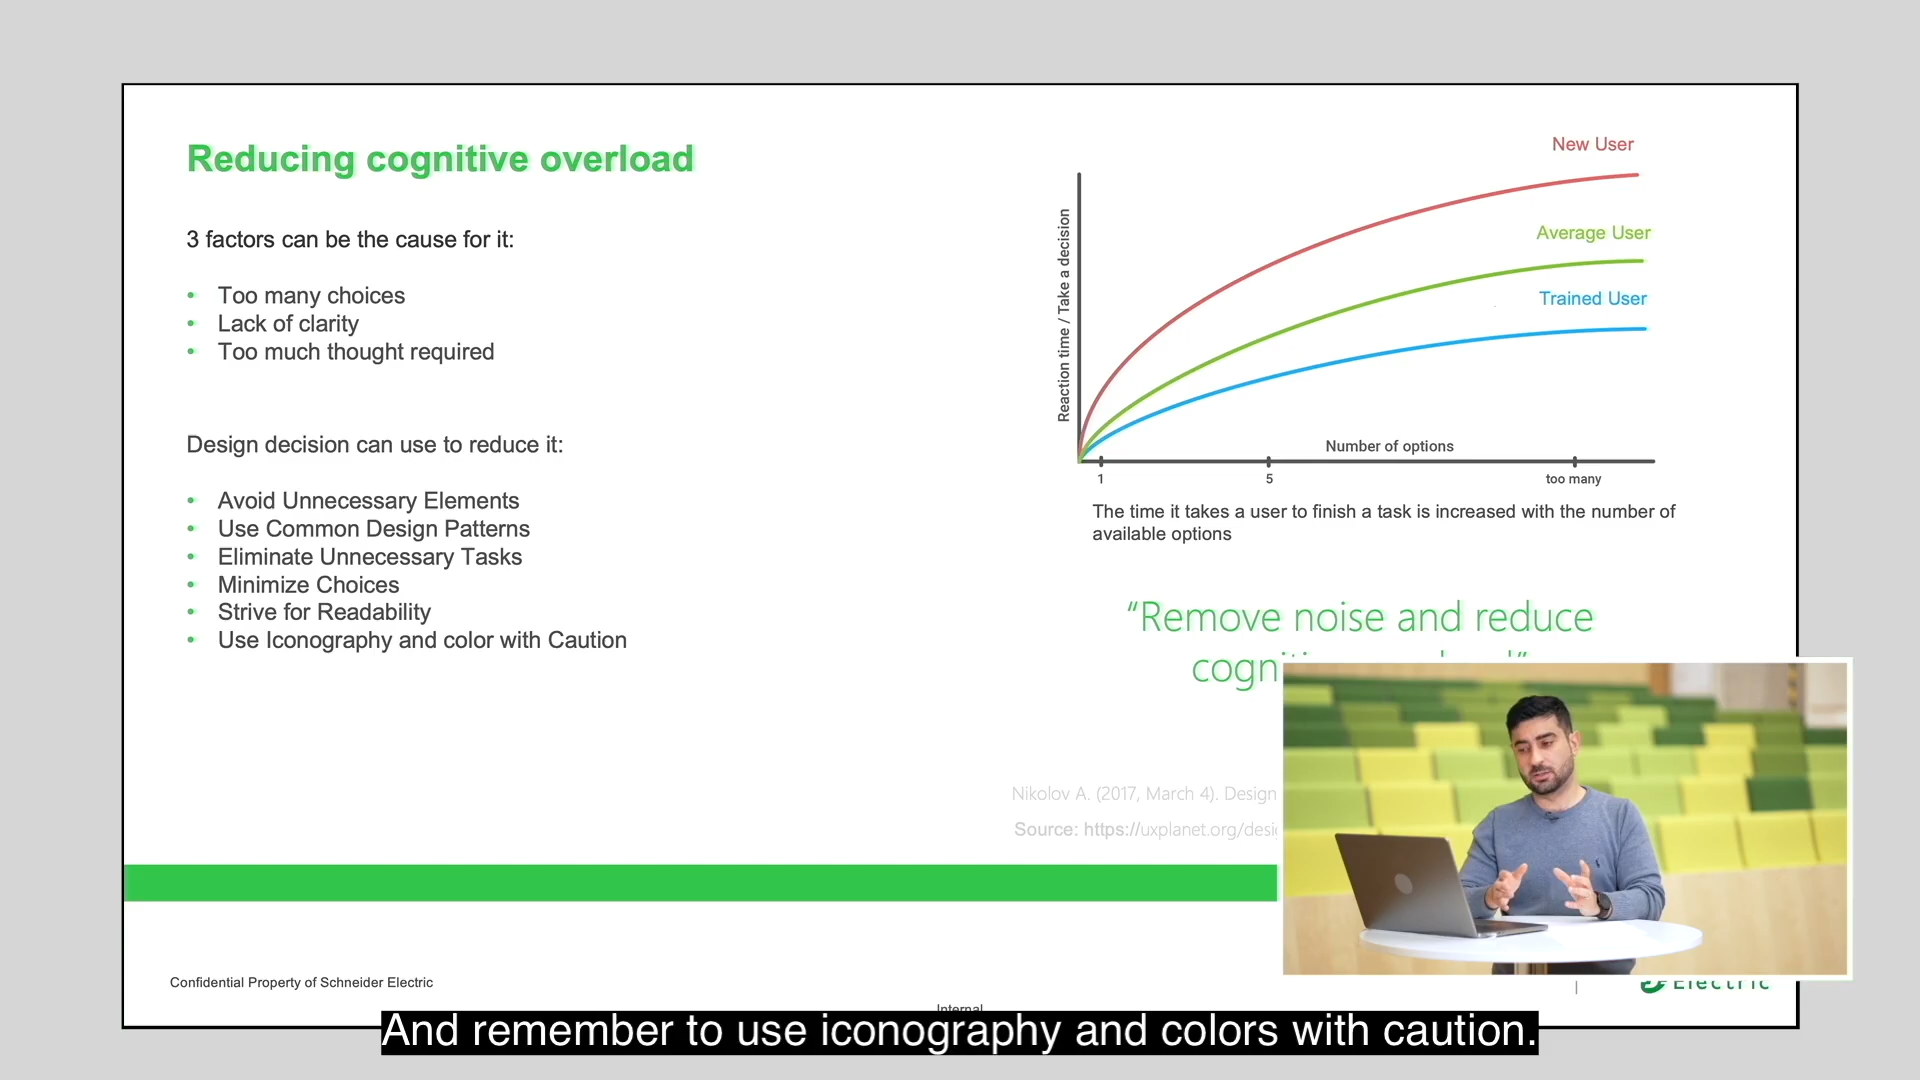 Reducing cognitive overload
3 factors can be the cause for it:
• Too many choices
• Lack of clarity
• Too much thought required
Design decision can use to reduce it:
• Avoid Unnecessary Elements
• Use Common Design Patterns
• Eliminate Unnecessary Tasks
• Minimize Choices
• Strive for Readability
• Use Iconography and color with Caution
New User
Average User
Trained User
Reaction time / Take a decision
Number of options
1 5 too many
The time it takes a user to finish a task is increased with the number of
available options
“Remove noise and reduce
Nikolov A. (2017, March 4). Design
Source: https://uxplanet.org/desi
Confidential Property of Schneider Electric
Internal
Electric
And remember to use iconography and colors with caution.